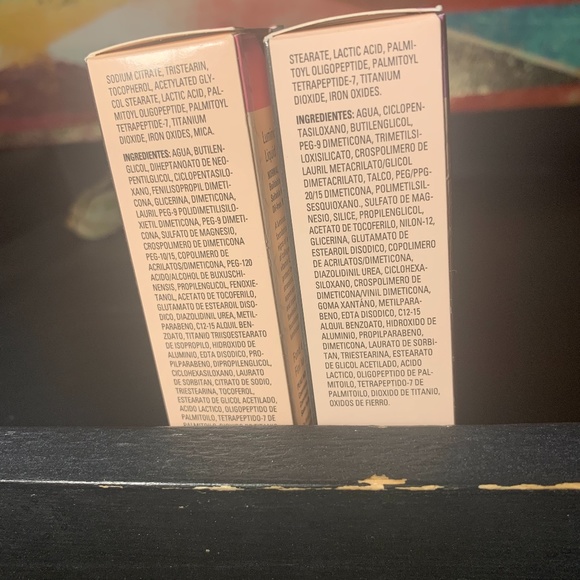 SODIUM CITRATE, TRISTEARIN,
TOCOPHEROL, ACETYLATED GLY-
COL STEARATE, LACTIC ACID, PAL-
MITOYL OLIGOPEPTIDE, PALMITOYL
TETRAPEPTIDE-7, TITANIUM
DIOXIDE, IRON OXIDES, MICA.
INGREDIENTES: AGUA, BUTILEN-
GLICOL, DIHEPTANOATO DE NEO-
PENTILGLICOL, CICLOPENTASILO-
XANO, FENILISOPROPIL DIMETI-
CONA, GLICERINA, DIMETICONA,
LAURIL PEG-9 POLIDIMETILSILO-
XIETIL DIMETICONA, PEG-9 DIMETI-
CONA, SULFATO DE MAGNESIO,
CROSPOLIMERO DE DIMETICONA
PEG-10/15, COPOLIMERO DE
ACRILATOS/DIMETICONA, PEG-120
ACIDO/ALCOHOL DE BUXUSCHI-
NENSIS, PROPILENGLICOL, FENOXIE-
TANOL, ACETATO DE TOCOFERILO,
GLUTAMATO DE ESTEAROIL DISO-
DICO, DIAZOLIDINIL UREA, METIL-
PARABENO, C12-15 ALQUIL BEN-
ZOATO, TITANIO TRIISOESTEARATO
DE ISOPROPILO, HIDROXIDO DE
ALUMINIO, EDTA DISODICO, PRO-
PILPARABENO, DIPROPILENGLICOL,
CICLOHEXASILOXANO, LAURATO
DE SORBITAN, CITRATO DE SODIO,
TRIESTEARINA, TOCOFEROL,
ESTEARATO DE GLICOL ACETILADO,
ACIDO LACTICO, OLIGOPEPTIDO DE
PALMITOILO, TETRAPEPTIDO-7 DE
PALMITOILO,
STEARATE, LACTIC ACID, PALMI-
TOYL OLIGOPEPTIDE, PALMITOYL
TETRAPEPTIDE-7, TITANIUM
DIOXIDE, IRON OXIDES.
INGREDIENTES: AGUA, CICLOPEN-
TASILOXANO, BUTILENGLICOL,
PEG-9 DIMETICONA, TRIMETILSI-
LOXISILICATO, CROSPOLIMERO DE
LAURIL METACRILATO/GLICOL
DIMETACRILATO, TALCO, PEG/PPG-
20/15 DIMETICONA, POLIMETILSIL-
SESQUIOXANO., SULFATO DE MAG-
NESIO, SILICE, PROPILENGLICOL,
ACETATO DE TOCOFERILO, NILON-12,
GLICERINA, GLUTAMATO DE
ESTEAROIL DISODICO, COPOLIMERO
DE ACRILATOS/DIMETICONA,
DIAZOLIDINIL UREA, CICLOHEXA-
SILOXANO, CROSPOLIMERO DE
DIMETICONA/VINIL DIMETICONA,
GOMA XANTANO, METILPARA-
BENO, EDTA DISODICO, C12-15
ALQUIL BENZOATO, HIDROXIDO DE
ALUMINIO, PROPILPARABENO,
DIMETICONA, LAURATO DE SORBI-
TAN, TRIESTEARINA, ESTEARATO
DE GLICOL ACETILADO, ACIDO
LACTICO, OLIGOPEPTIDO DE PAL-
MITOILO, TETRAPEPTIDO-7 DE
PALMITOILO, DIOXIDO DE TITANIO,
OXIDOS DE FIERRO.